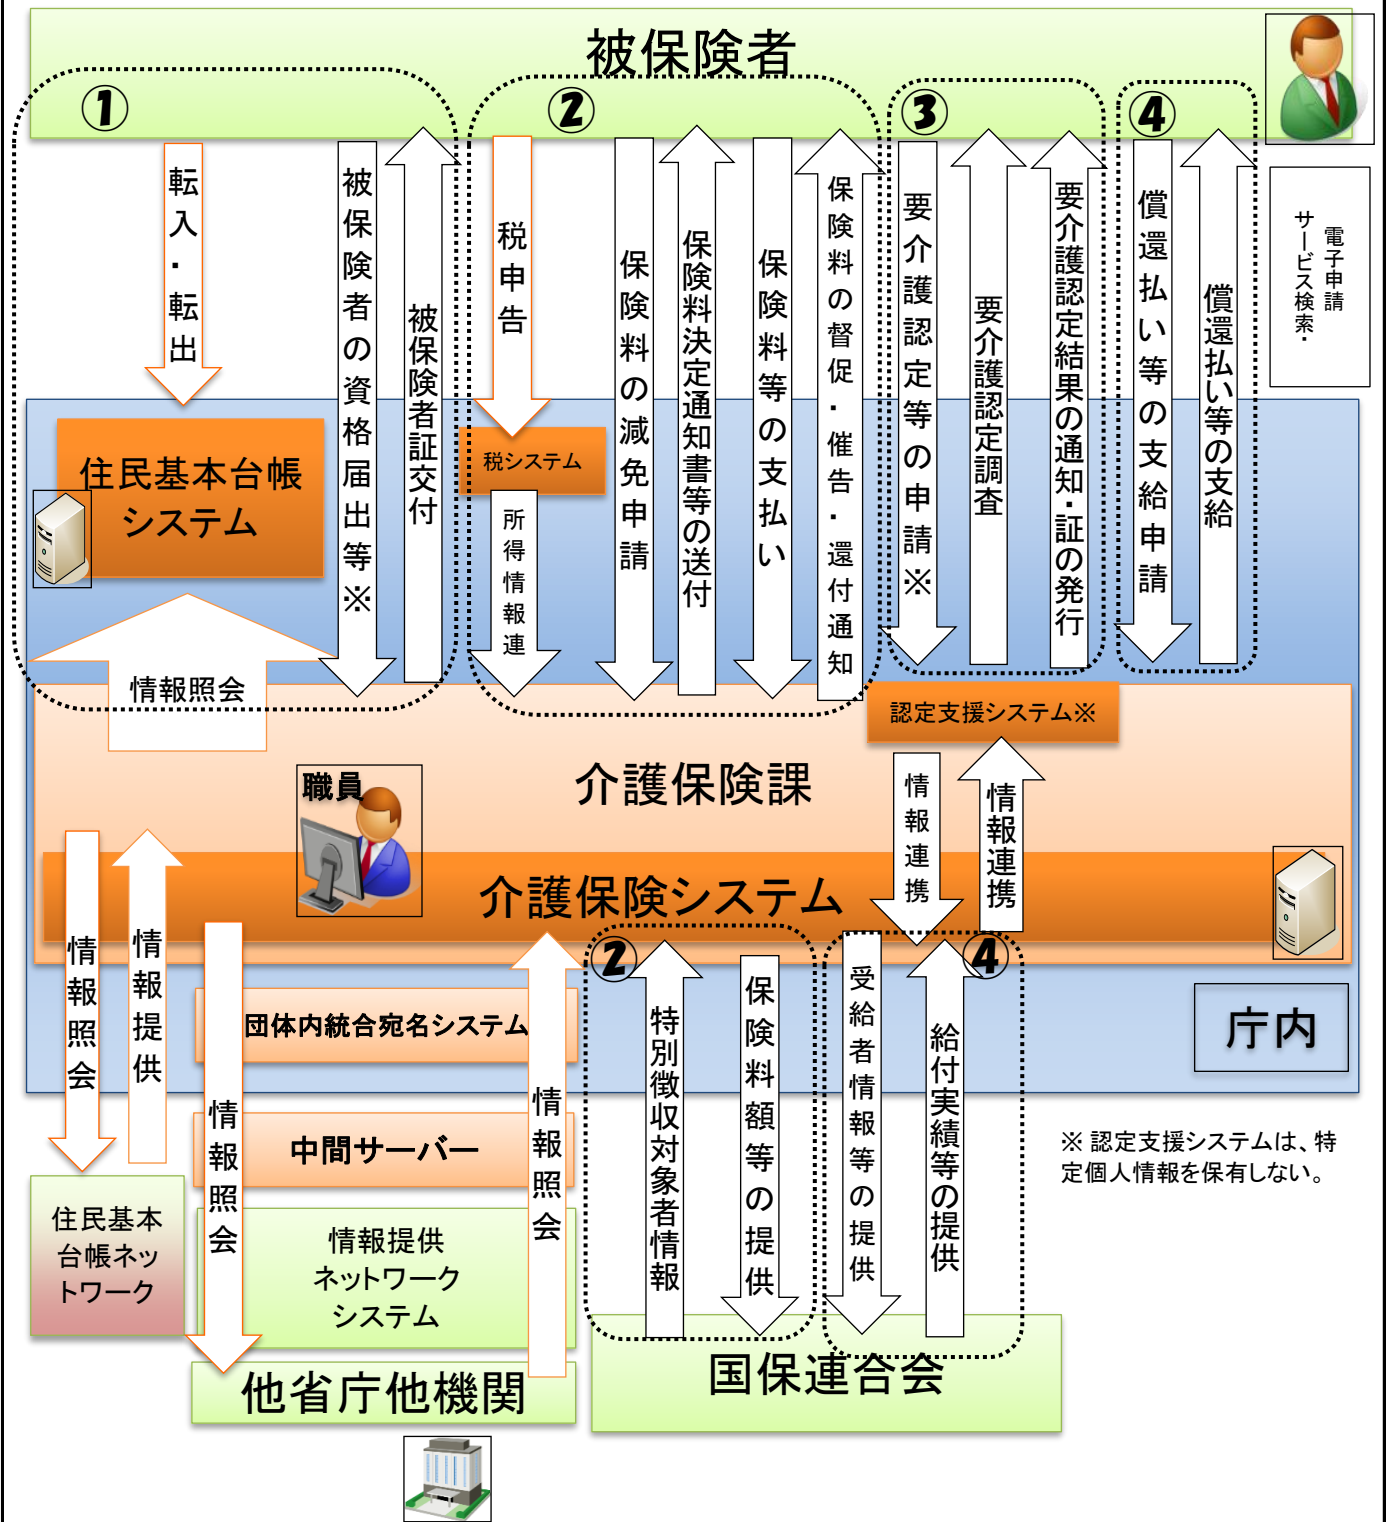 被保険者
①
②
③
④
転入・転出
被保険者の資格届出等※
被保険者証交付
税申告
保険料の減免申請
保険料決定通知書等の送付
保険料等の支払い
保険料の督促・催告・還付通知
要介護認定等の申請※
要介護認定調査
要介護認定結果の通知・証の発行
償還払い等の支給申請
償還払い等の支給
サービス検索・
電子申請
住民基本台帳
システム
税システム
所得情報連
情報照会
認定支援システム※
介護保険課
職員
情報連携
情報連携
介護保険システム
情報照会
情報提供
情報照会
情報照会
②
④
特別徴収対象者情報
保険料額等の提供
受給者情報等の提供
給付実績等の提供
団体内統合宛名システム
庁内
中間サーバー
※ 認定支援システムは、特
定個人情報を保有しない。
住民基本
台帳ネッ
トワーク
情報提供
ネットワーク
システム
他省庁他機関
国保連合会